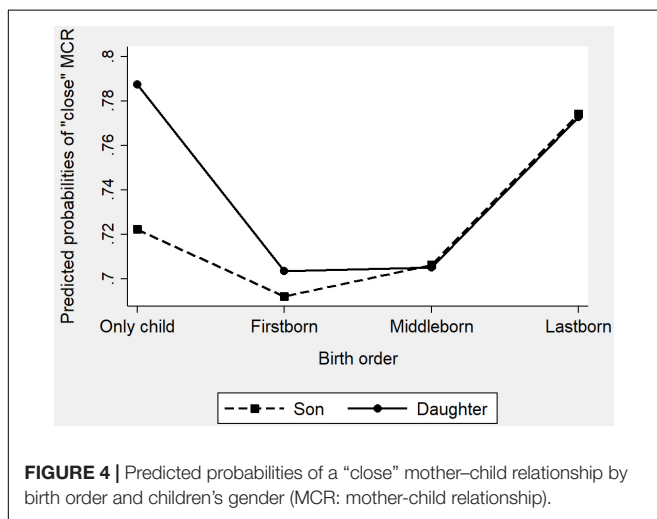 Predicted probabilities of "close" MCR
.8
.78
.76
.74
.72
.7
Only child Firstborn Middleborn Lastborn
Birth order
Son Daughter
FIGURE 4 | Predicted probabilities of a “close” mother–child relationship by
birth order and children’s gender (MCR: mother-child relationship).